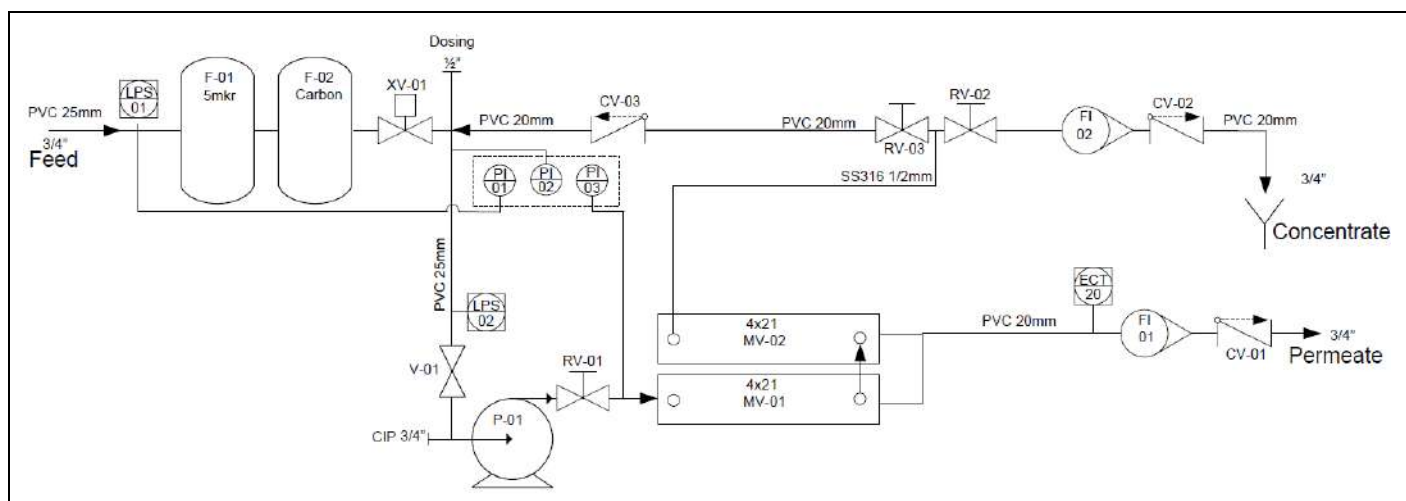 Dosing
½"
F-01
5mkr
F-02
Carbon
XV-01
LPS
01
PVC 25mm
3/4"
Feed
CV-03
PVC 20mm
PVC 20mm
RV-03
RV-02
FI
02
CV-02
PVC 20mm
3/4"
Concentrate
PI
01
PI
02
PI
03
SS316 1/2mm
PVC 25mm
LPS
02
V-01
RV-01
P-01
CIP 3/4"
4x21
MV-02
4x21
MV-01
PVC 20mm
ECT
20
FI
01
CV-01
3/4"
Permeate